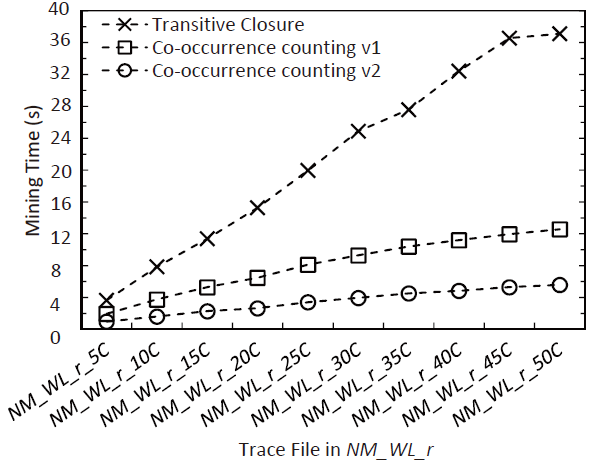 40
36
32
28
24
20
16
12
8
4
0
Mining Time (s)
Transitive Closure
Co-occurrence counting v1
Co-occurrence counting v2
NM_WL_r_5C
NM_WL_r_10C
NM_WL_r_15C
NM_WL_r_20C
NM_WL_r_25C
NM_WL_r_30C
NM_WL_r_35C
NM_WL_r_40C
NM_WL_r_45C
NM_WL_r_50C
Trace File in NM_WL_r